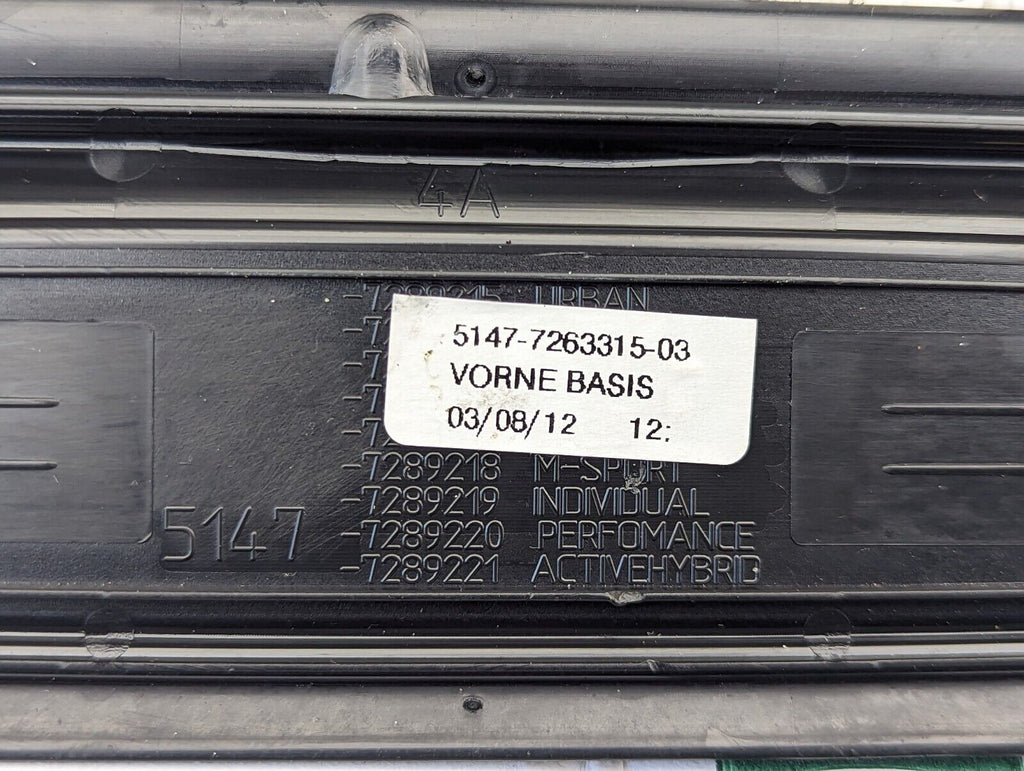 4A
-7289215 URBAN
5147-7263315-03
VORNE BASIS
03/08/12 12:
-7289218 M-SPORT
-7289219 INDIVIDUAL
5147 -7289220 PERFOMANCE
-7289221 ACTIVEHYBRID